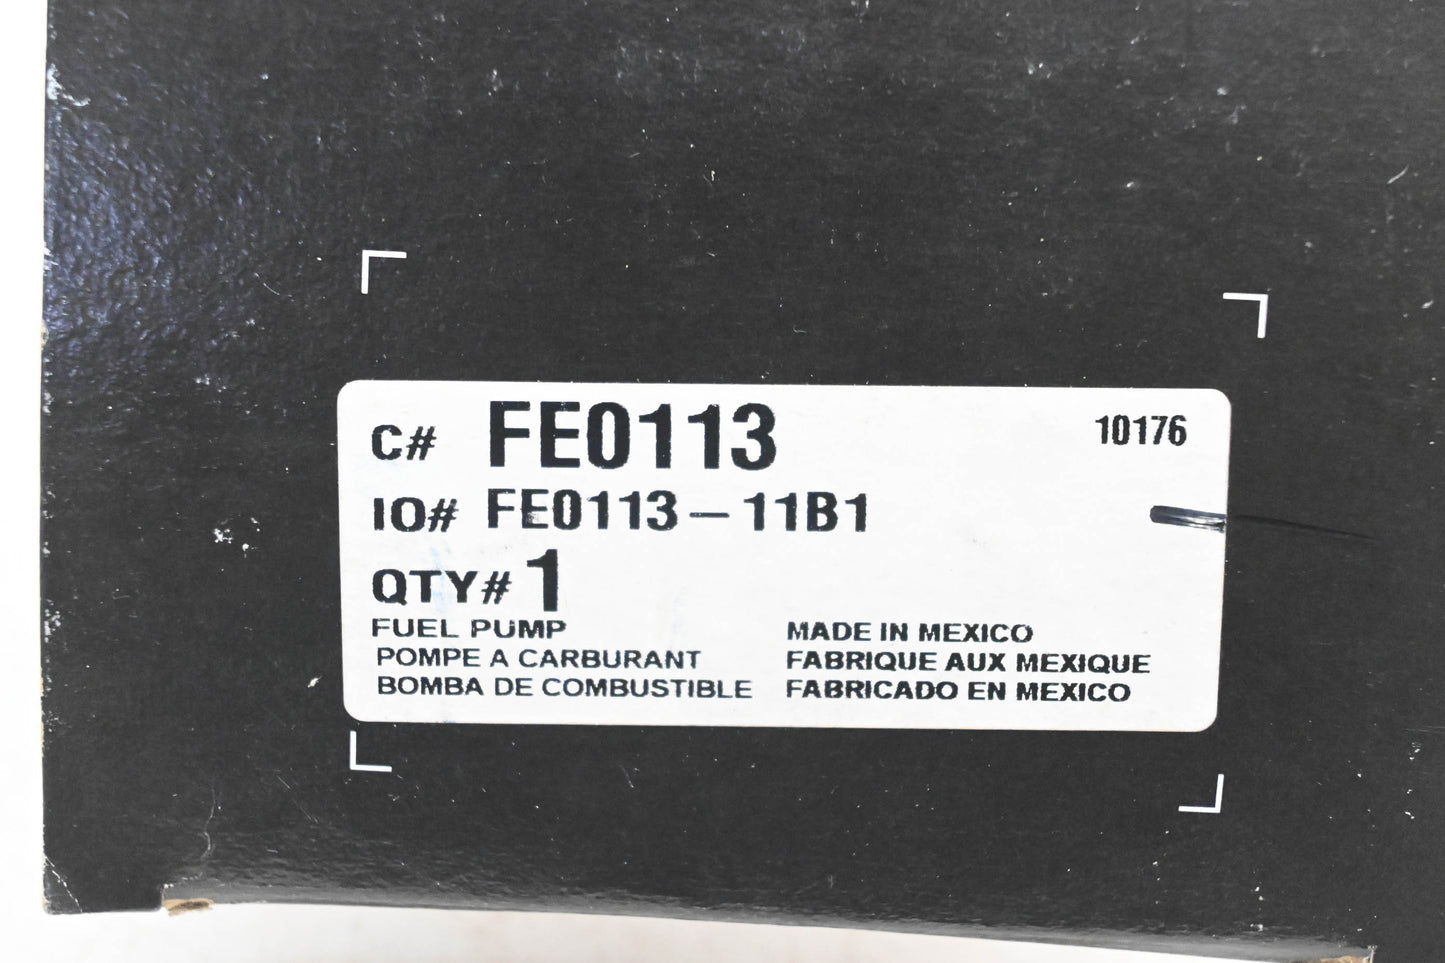 C# FE0113 10176
IO# FE0113-11B1
QTY# 1
FUEL PUMP
POMPE A CARBURANT
BOMBA DE COMBUSTIBLE
MADE IN MEXICO
FABRIQUE AUX MEXIQUE
FABRICADO EN MEXICO